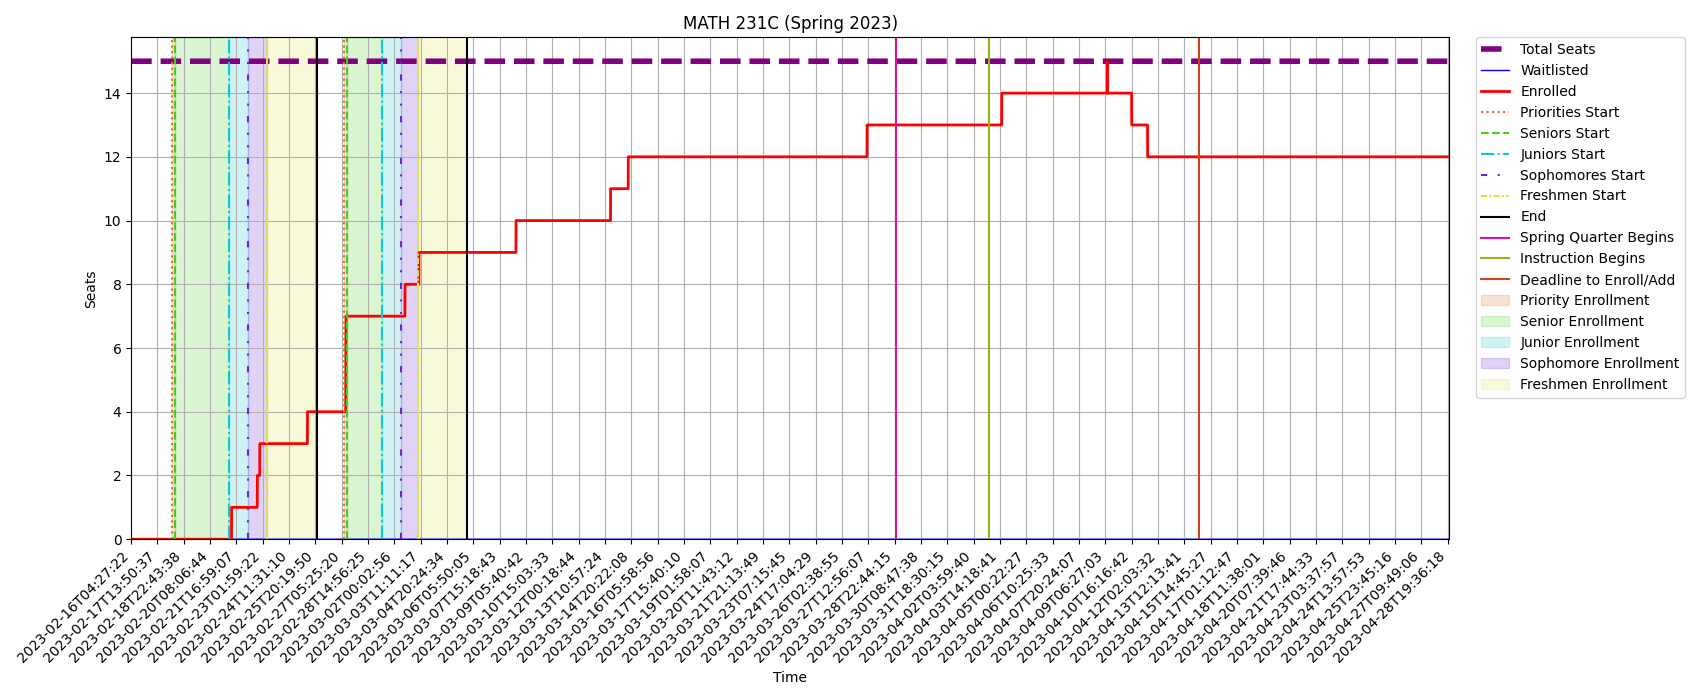 MATH 231C (Spring 2023)
Seats
14
12
10
8
6
4
2
0
2023-02-16T04:27:22
2023-02-17T13:50:37
2023-02-18T22:43:38
2023-02-20T08:06:44
2023-02-21T16:59:07
2023-02-23T01:59:22
2023-02-24T11:31:10
2023-02-25T20:19:50
2023-02-27T05:25:20
2023-02-28T14:56:25
2023-03-02T00:02:56
2023-03-03T11:11:17
2023-03-04T20:24:34
2023-03-06T05:50:05
2023-03-07T15:18:43
2023-03-09T05:40:42
2023-03-10T15:03:33
2023-03-12T00:18:44
2023-03-13T10:57:24
2023-03-14T20:22:08
2023-03-16T05:58:56
2023-03-17T15:40:16
2023-03-19T01:58:07
2023-03-20T11:43:12
2023-03-21T21:13:49
2023-03-23T07:15:45
2023-03-24T17:04:29
2023-03-26T02:38:55
2023-03-27T12:56:07
2023-03-28T22:44:15
2023-03-30T08:47:38
2023-03-31T18:30:15
2023-04-02T03:59:40
2023-04-03T14:18:41
2023-04-05T00:22:27
2023-04-06T10:25:33
2023-04-07T20:24:07
2023-04-09T06:27:03
2023-04-10T16:16:42
2023-04-12T02:03:32
2023-04-13T12:13:41
2023-04-15T14:45:27
2023-04-17T01:12:47
2023-04-18T11:38:01
2023-04-20T07:39:46
2023-04-21T17:44:33
2023-04-23T03:37:57
2023-04-24T13:57:53
2023-04-25T23:45:16
2023-04-27T09:49:06
2023-04-28T19:36:18
Time
Total Seats
Waitlisted
Enrolled
Priorities Start
Seniors Start
Juniors Start
Sophomores Start
Freshmen Start
End
Spring Quarter Begins
Instruction Begins
Deadline to Enroll/Add
Priority Enrollment
Senior Enrollment
Junior Enrollment
Sophomore Enrollment
Freshmen Enrollment